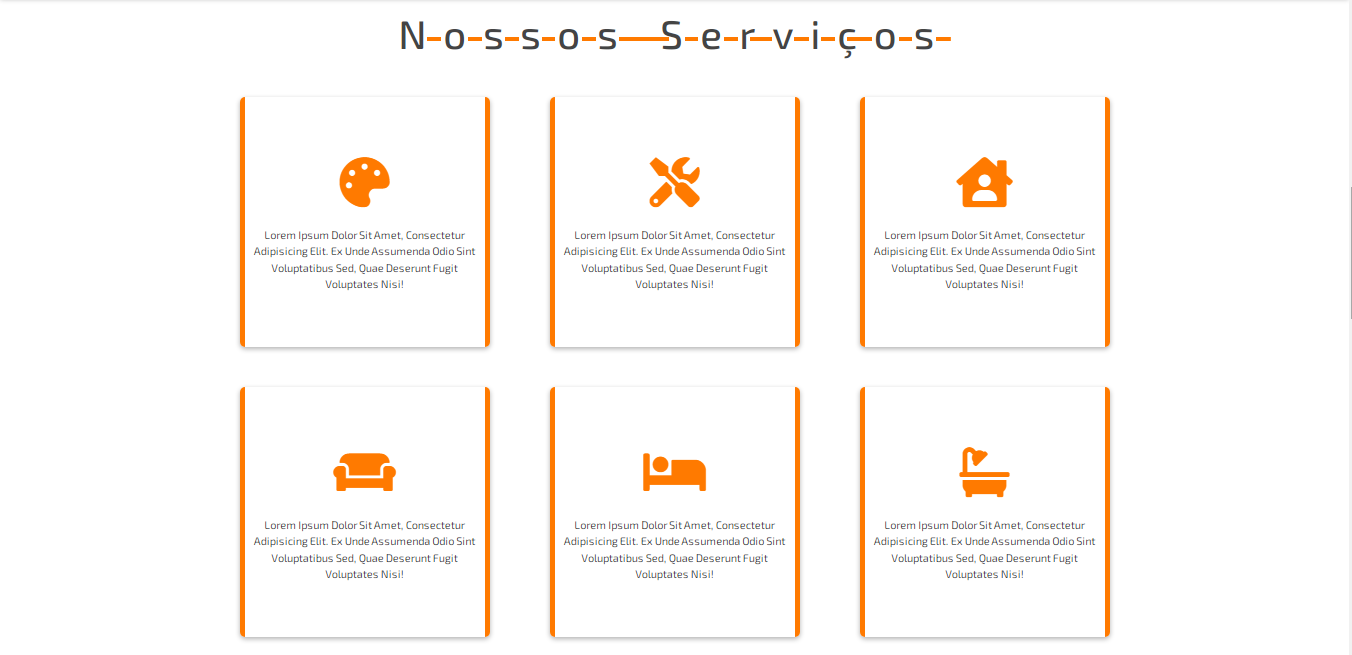 Nossos Serviços
Lorem Ipsum Dolor Sit Amet, Consectetur
Adipisicing Elit. Ex Unde Assumenda Odio Sint
Voluptatibus Sed, Quae Deserunt Fugit
Voluptates Nisi!
Lorem Ipsum Dolor Sit Amet, Consectetur
Adipisicing Elit. Ex Unde Assumenda Odio Sint
Voluptatibus Sed, Quae Deserunt Fugit
Voluptates Nisi!
Lorem Ipsum Dolor Sit Amet, Consectetur
Adipisicing Elit. Ex Unde Assumenda Odio Sint
Voluptatibus Sed, Quae Deserunt Fugit
Voluptates Nisi!
Lorem Ipsum Dolor Sit Amet, Consectetur
Adipisicing Elit. Ex Unde Assumenda Odio Sint
Voluptatibus Sed, Quae Deserunt Fugit
Voluptates Nisi!
Lorem Ipsum Dolor Sit Amet, Consectetur
Adipisicing Elit. Ex Unde Assumenda Odio Sint
Voluptatibus Sed, Quae Deserunt Fugit
Voluptates Nisi!
Lorem Ipsum Dolor Sit Amet, Consectetur
Adipisicing Elit. Ex Unde Assumenda Odio Sint
Voluptatibus Sed, Quae Deserunt Fugit
Voluptates Nisi!